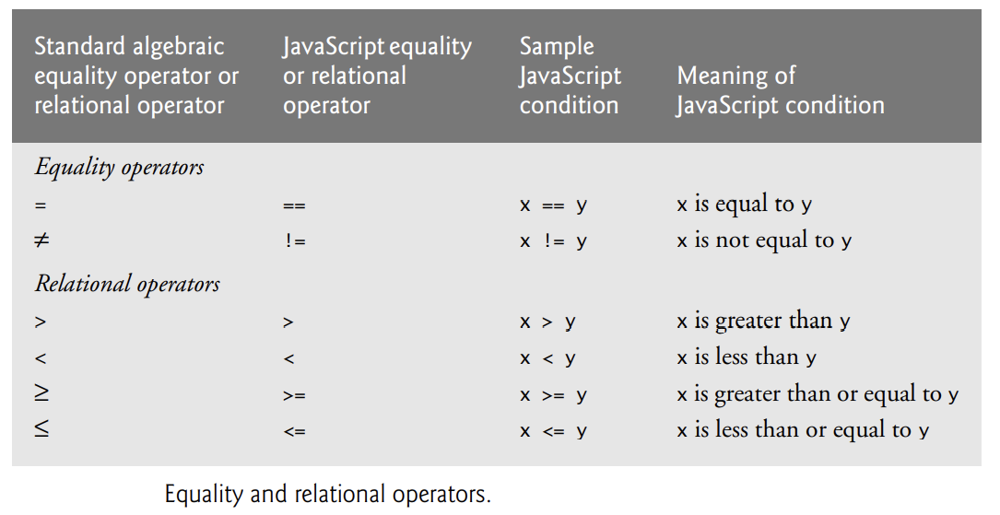 Standard algebraic equality operator or relational operator JavaScript equality or relational operator Sample JavaScript condition Meaning of JavaScript condition
Equality operators
= == x == y x is equal to y
≠ != x != y x is not equal to y
Relational operators
> > x > y x is greater than y
< < x < y x is less than y
≥ >= x >= y x is greater than or equal to y
≤ <= x <= y x is less than or equal to y
Equality and relational operators.